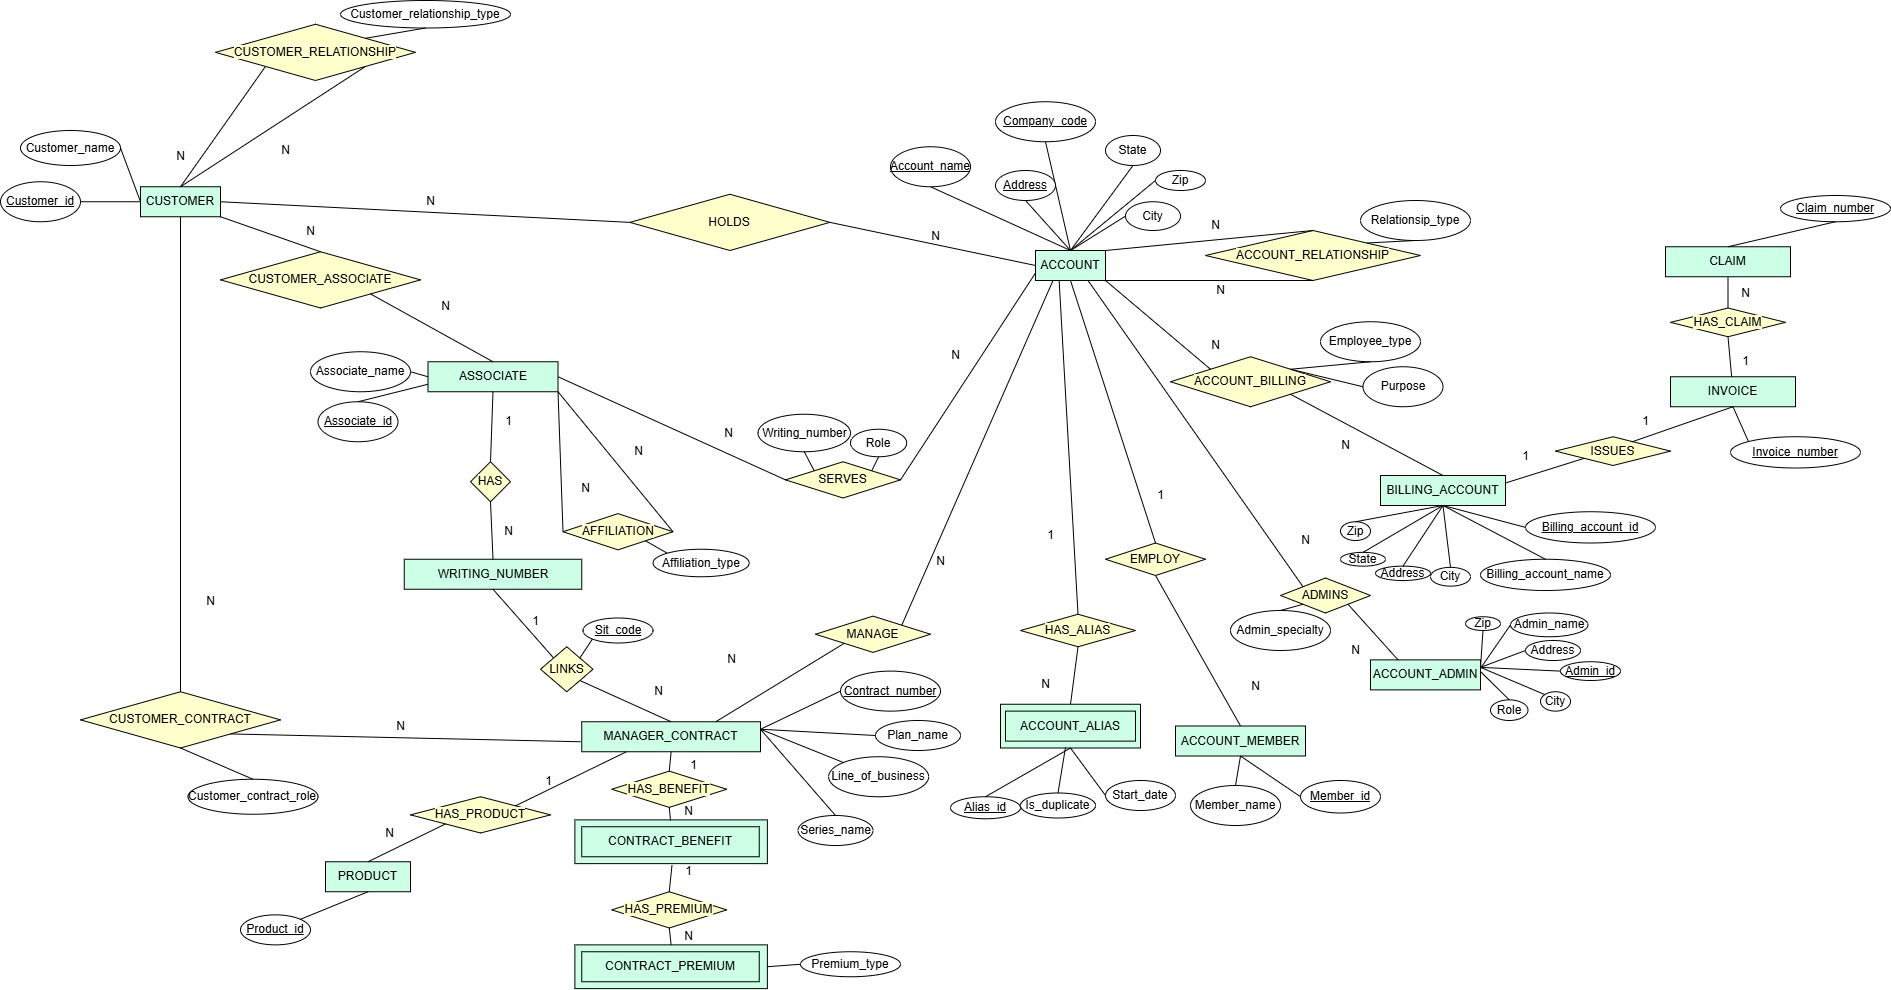 Customer_relationship_type
CUSTOMER_RELATIONSHIP
Company_code
Customer_name
N
N
State
Account_name
Address
Zip
Customer_id
CUSTOMER
N
HOLDS
City
Relationsip_type
Claim_number
N
N
N
CUSTOMER_ASSOCIATE
ACCOUNT
ACCOUNT_RELATIONSHIP
CLAIM
N
N
N
HAS_CLAIM
Employee_type
N
N
1
Associate_name
ASSOCIATE
ACCOUNT_BILLING
Purpose
INVOICE
Associate_id
1
Writing_number
Role
N
N
N
1
ISSUES
Invoice_number
1
HAS
SERVES
N
1
BILLING_ACCOUNT
AFFILIATION
N
Affiliation_type
1
N
Zip
Billing_account_id
WRITING_NUMBER
N
EMPLOY
State
Address
City
Billing_account_name
N
1
Sit_code
MANAGE
HAS_ALIAS
ADMINS
Admin_specialty
Zip
Admin_name
LINKS
N
N
N
Address
ACCOUNT_ADMIN
Admin_id
N
N
Contract_number
Role
City
CUSTOMER_CONTRACT
N
MANAGER_CONTRACT
Plan_name
ACCOUNT_ALIAS
ACCOUNT_MEMBER
1
1
Line_of_business
Customer_contract_role
HAS_BENEFIT
Alias_id
Is_duplicate
Start_date
Member_name
Member_id
HAS_PRODUCT
N
Series_name
N
CONTRACT_BENEFIT
PRODUCT
1
HAS_PREMIUM
Product_id
N
CONTRACT_PREMIUM
Premium_type